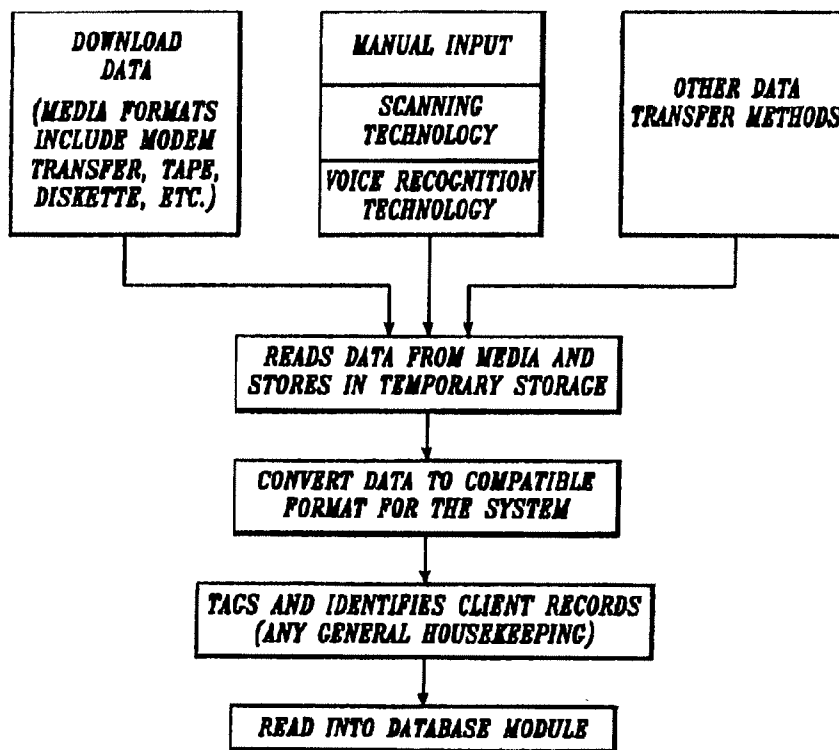 DOWNLOAD
DATA
(MEDIA FORMATS
INCLUDE MODEM
TRANSFER, TAPE,
DISKETTE, ETC.)
MANUAL INPUT
SCANNING
TECHNOLOGY
VOICE RECOGNITION
TECHNOLOGY
OTHER DATA
TRANSFER METHODS
READS DATA FROM MEDIA AND
STORES IN TEMPORARY STORAGE
CONVERT DATA TO COMPATIBLE
FORMAT FOR THE SYSTEM
TAGS AND IDENTIFIES CLIENT RECORDS
(ANY GENERAL HOUSEKEEPING)
READ INTO DATABASE MODULE